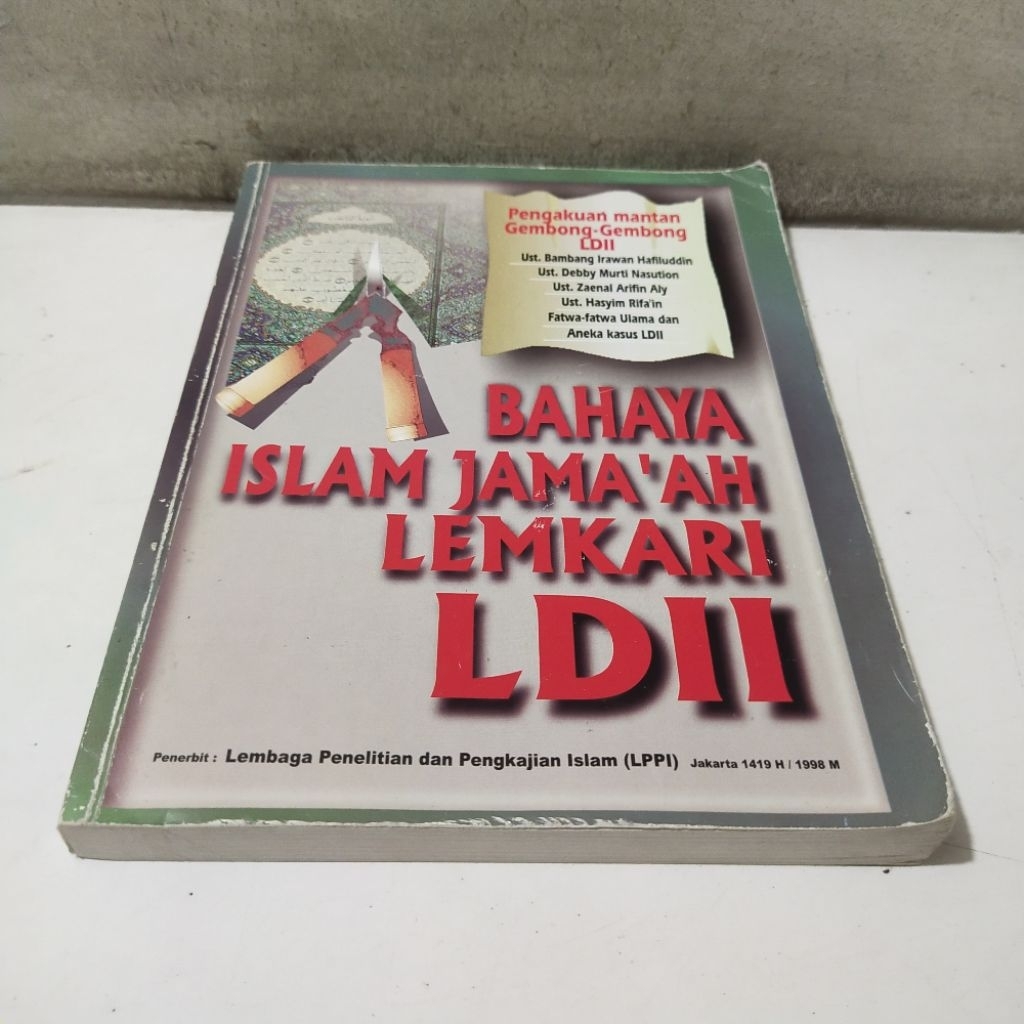 Pengakuan mantan
Gembong-Gembong
LDII
Ust. Bambang Irawan Hafiluddin
Ust. Debby Murti Nasution
Ust. Zaenal Arifin Aly
Ust. Hasyim Rifa'in
Fatwa-fatwa Ulama dan
Aneka kasus LDII
BAHAYA
ISLAM JAMA'AH
LEMKARI
LDII
Penerbit : Lembaga Penelitian dan Pengkajian Islam (LPPI) Jakarta 1419 H / 1998 M